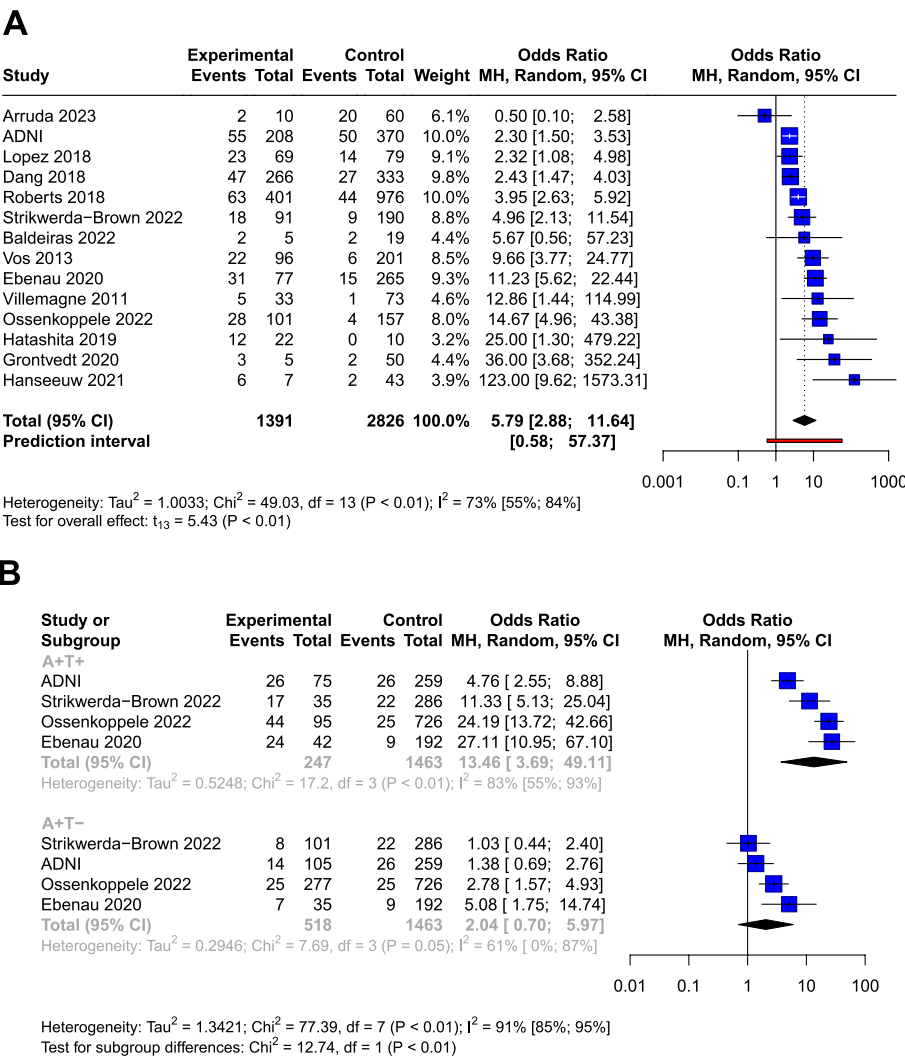 A
Experimental Control Odds Ratio Odds Ratio
Study Events Total Events Total Weight MH, Random, 95% CI MH, Random, 95% CI
Arruda 2023 2 10 20 60 6.1% 0.50 [0.10; 2.58]
ADNI 55 208 50 370 10.0% 2.30 [1.50; 3.53]
Lopez 2018 23 69 14 79 9.1% 2.32 [1.08; 4.98]
Dang 2018 47 266 27 333 9.8% 2.43 [1.47; 4.03]
Roberts 2018 63 401 44 976 10.0% 3.95 [2.63; 5.92]
Strikwerda−Brown 2022 18 91 9 190 8.8% 4.96 [2.13; 11.54]
Baldeiras 2022 2 5 2 19 4.4% 5.67 [0.56; 57.23]
Vos 2013 22 96 6 201 8.5% 9.66 [3.77; 24.77]
Ebenau 2020 31 77 15 265 9.3% 11.23 [5.62; 22.44]
Villemagne 2011 5 33 1 73 4.6% 12.86 [1.44; 114.99]
Ossenkoppele 2022 28 101 4 157 8.0% 14.67 [4.96; 43.38]
Hatashita 2019 12 22 0 10 3.2% 25.00 [1.30; 479.22]
Grontvedt 2020 3 5 2 50 4.4% 36.00 [3.68; 352.24]
Hanseeuw 2021 6 7 2 43 3.9% 123.00 [9.62; 1573.31]
Total (95% CI) 1391 2826 100.0% 5.79 [2.88; 11.64]
Prediction interval [0.58; 57.37]
0.001 0.1 1 10 1000
Heterogeneity: Tau² = 1.0033; Chi² = 49.03, df = 13 (P < 0.01); I² = 73% [55%; 84%]
Test for overall effect: t₁₃ = 5.43 (P < 0.01)
B
Study or Experimental Control Odds Ratio Odds Ratio
Subgroup Events Total Events Total MH, Random, 95% CI MH, Random, 95% CI
A+T+
ADNI 26 75 26 259 4.76 [ 2.55; 8.88]
Strikwerda−Brown 2022 17 35 22 286 11.33 [ 5.13; 25.04]
Ossenkoppele 2022 44 95 25 726 24.19 [13.72; 42.66]
Ebenau 2020 24 42 9 192 27.11 [10.95; 67.10]
Total (95% CI) 247 1463 13.46 [ 3.69; 49.11]
Heterogeneity: Tau² = 0.5248; Chi² = 17.2, df = 3 (P < 0.01); I² = 83% [55%; 93%]
A+T−
Strikwerda−Brown 2022 8 101 22 286 1.03 [ 0.44; 2.40]
ADNI 14 105 26 259 1.38 [ 0.69; 2.76]
Ossenkoppele 2022 25 277 25 726 2.78 [ 1.57; 4.93]
Ebenau 2020 7 35 9 192 5.08 [ 1.75; 14.74]
Total (95% CI) 518 1463 2.04 [ 0.70; 5.97]
Heterogeneity: Tau² = 0.2946; Chi² = 7.69, df = 3 (P = 0.05); I² = 61% [ 0%; 87%]
0.01 0.1 1 10 100
Heterogeneity: Tau² = 1.3421; Chi² = 77.39, df = 7 (P < 0.01); I² = 91% [85%; 95%]
Test for subgroup differences: Chi² = 12.74, df = 1 (P < 0.01)